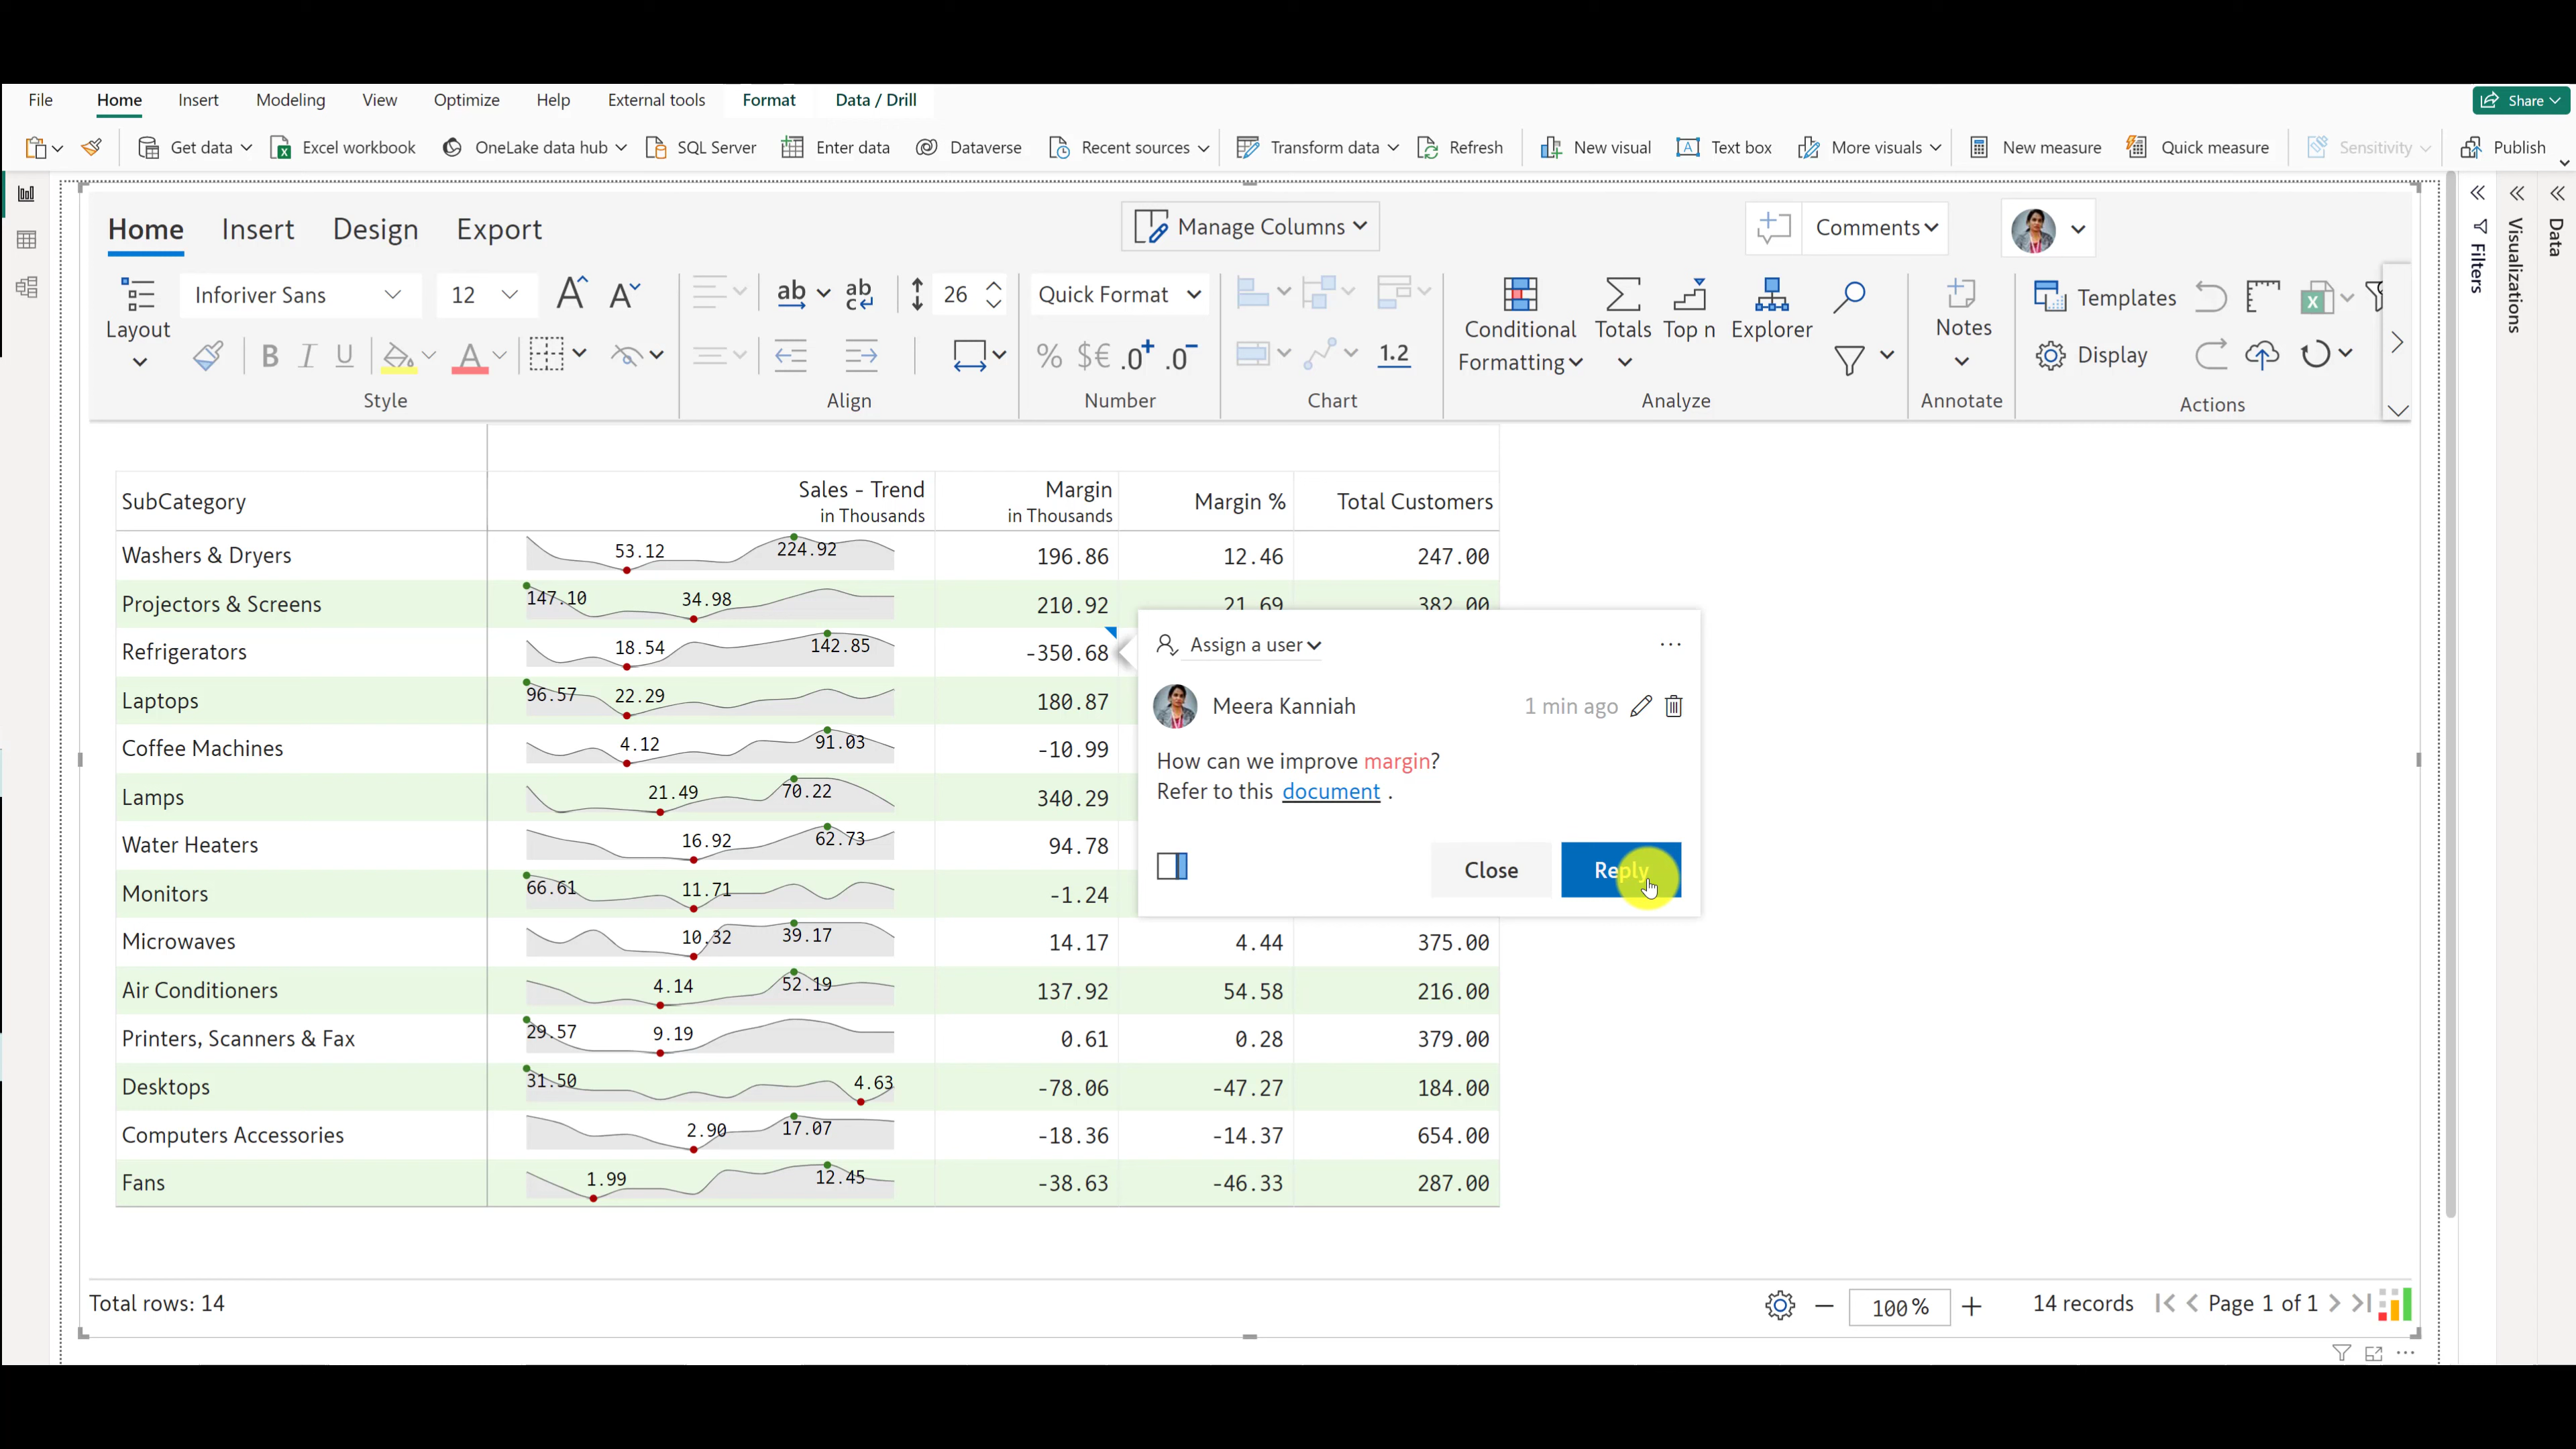 File Home Insert Modeling View Optimize Help External tools Format Data / Drill Share
Get data Excel workbook OneLake data hub SQL Server Enter data Dataverse Recent sources Transform data Refresh New visual Text box More visuals New measure Quick measure Sensitivity Publish
Home Insert Design Export Manage Columns Comments
Inforiver Sans 12 ab ab c 26 Quick Format Templates
Layout Conditional Formatting Totals Top n Explorer Notes
B I U A % $€ .0+ .0- 1.2 Display
Style Align Number Chart Analyze Annotate Actions
Filters
Visualizations
Data
SubCategory Sales - Trend in Thousands Margin in Thousands Margin % Total Customers
Washers & Dryers 53.12 224.92 196.86 12.46 247.00
Projectors & Screens 147.10 34.98 210.92 21.69 382.00
Refrigerators 18.54 142.85 -350.68
Laptops 96.57 22.29 180.87
Coffee Machines 4.12 91.03 -10.99
Lamps 21.49 70.22 340.29
Water Heaters 16.92 62.73 94.78
Monitors 66.61 11.71 -1.24
Microwaves 10.32 39.17 14.17 4.44 375.00
Air Conditioners 4.14 52.19 137.92 54.58 216.00
Printers, Scanners & Fax 29.57 9.19 0.61 0.28 379.00
Desktops 31.50 4.63 -78.06 -47.27 184.00
Computers Accessories 2.90 17.07 -18.36 -14.37 654.00
Fans 1.99 12.45 -38.63 -46.33 287.00
Assign a user
Meera Kanniah 1 min ago
How can we improve margin?
Refer to this document .
Close Reply
Total rows: 14 100% 14 records Page 1 of 1